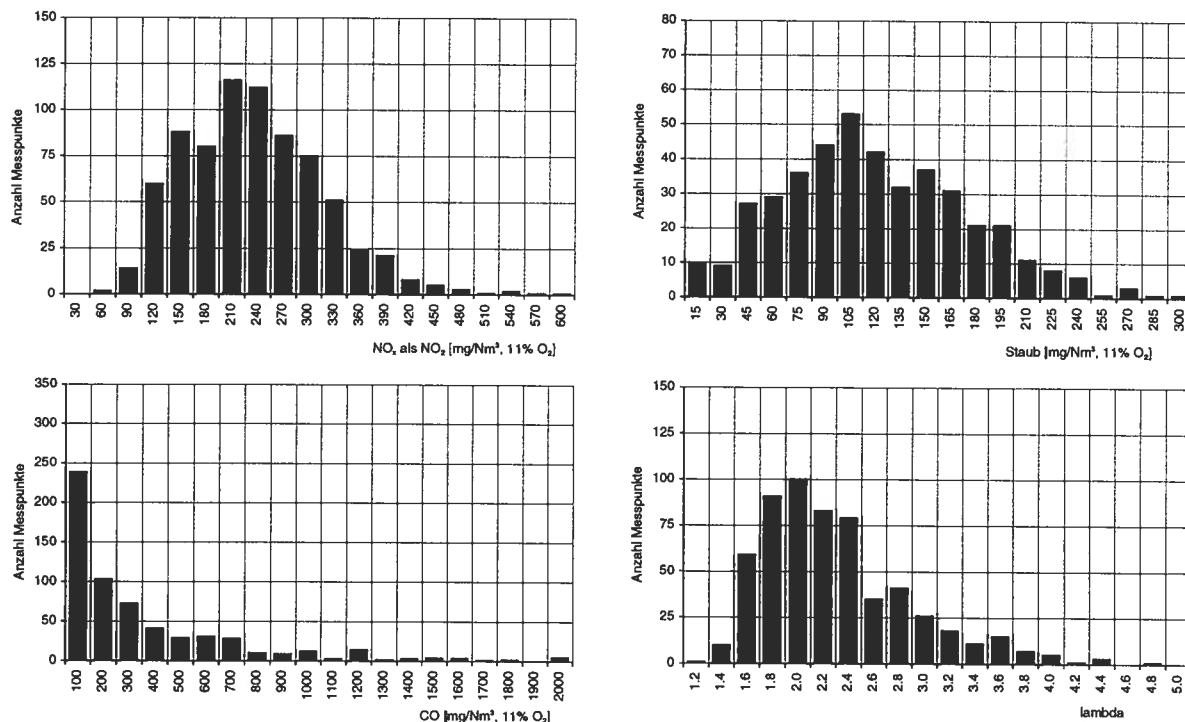 150
125
100
75
50
25
0
Anzahl Messpunkte
30 60 90 120 150 180 210 240 270 300 330 360 390 420 450 480 510 540 570 600
NOₓ als NO₂ [mg/Nm³, 11% O₂]
80
70
60
50
40
30
20
10
0
Anzahl Messpunkte
15 30 45 60 75 90 105 120 135 150 165 180 195 210 225 240 255 270 285 300
Staub [mg/Nm³, 11% O₂]
350
300
250
200
150
100
50
0
Anzahl Messpunkte
100 200 300 400 500 600 700 800 900 1000 1100 1200 1300 1400 1500 1600 1700 1800 1900 2000
CO [mg/Nm³, 11% O₂]
150
125
100
75
50
25
0
Anzahl Messpunkte
1.2 1.4 1.6 1.8 2.0 2.2 2.4 2.6 2.8 3.0 3.2 3.4 3.6 3.8 4.0 4.2 4.4 4.6 4.8 5.0
lambda